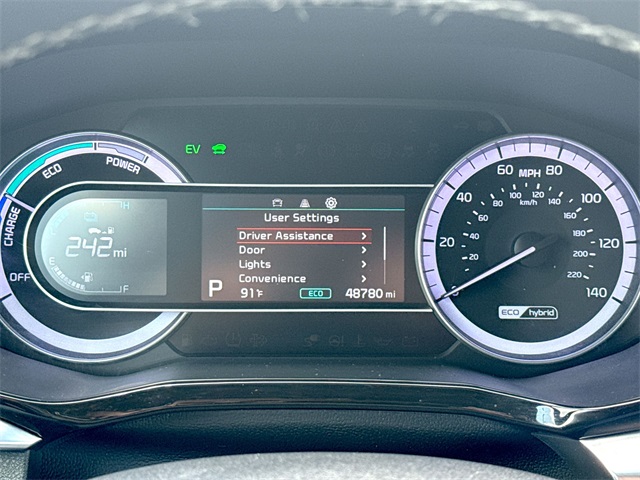 ECO
POWER
CHARGE
OFF
EV
H
242 mi
E
F
User Settings
Driver Assistance >
Door >
Lights >
Convenience >
P
91°F
ECO
48780 mi
MPH
km/h
20
40
60
80
100
120
140
20
40
60
80
100
120
140
160
180
200
220
ECO hybrid